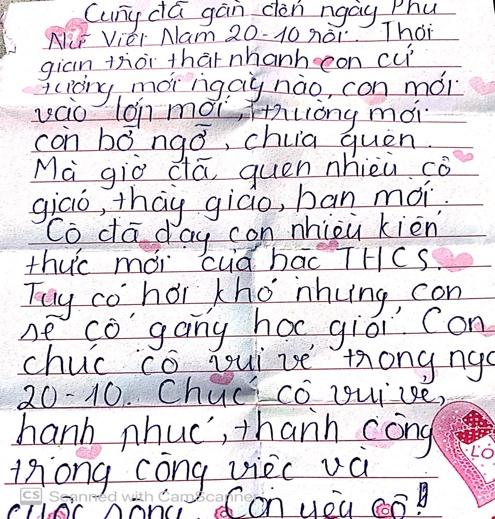 Cũng đã gần đến ngày Phụ
Nữ Việt Nam 20-10 rồi. Thời
gian trôi thật nhanh con cứ
tưởng mới ngày nào, con mới
vào lớp mới, trường mới
còn bỡ ngỡ, chưa quen.
Mà giờ đã quen nhiều cô
giáo, thầy giáo, bạn mới.
Cô đã dạy con nhiều kiến
thức mới của bậc THCS.
Tuy có hơi khó nhưng con
sẽ cố gắng học giỏi. Con
chúc cô vui vẻ trong ngà
20-10. Chúc cô vui vẻ,
hạnh phúc, thành công
LO
trong công việc và
CS Scanned with CamScanner
cuộc sống. Con yêu cô!